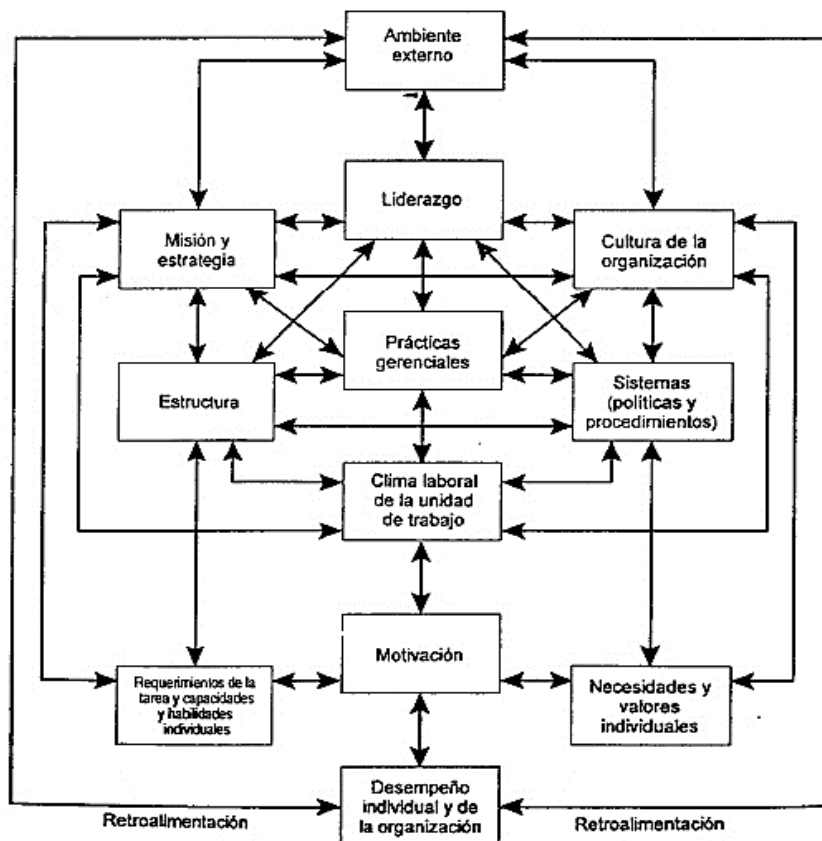 Ambiente
externo
Liderazgo
Misión y
estrategia
Cultura de la
organización
Prácticas
gerenciales
Estructura
Sistemas
(políticas y
procedimientos)
Clima laboral
de la unidad
de trabajo
Motivación
Requerimientos de la
tarea y capacidades
y habilidades
individuales
Necesidades y
valores
individuales
Desempeño
individual y de
la organización
Retroalimentación
Retroalimentación